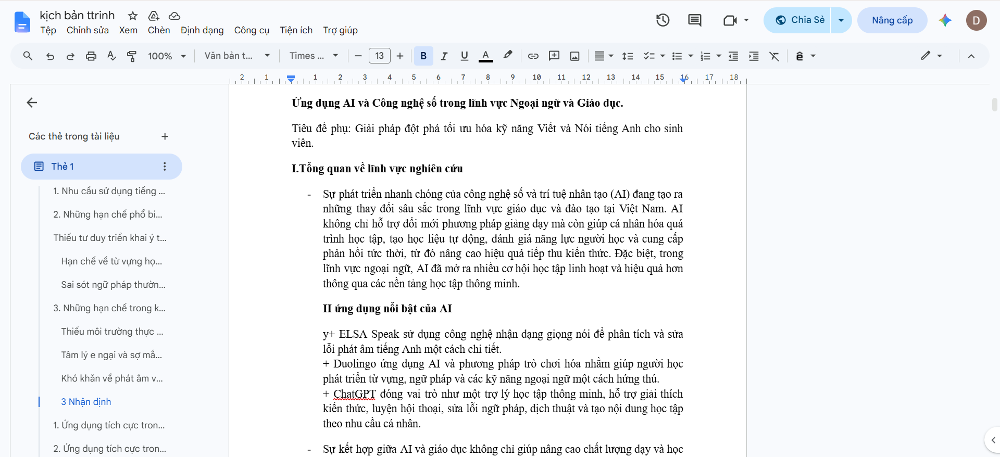 kịch bản ttrinh
Tệp Chỉnh sửa Xem Chèn Định dạng Công cụ Tiện ích Trợ giúp
Chia Sẻ
Nâng cấp
D
100% Văn bản t... Times ... 13 B I U A ê
2 1 1 2 3 4 5 6 7 8 9 10 11 12 13 14 15 16 17 18
Các thẻ trong tài liệu
Thẻ 1
1. Nhu cầu sử dụng tiếng ...
2. Những hạn chế phổ bi...
Thiếu tư duy triển khai ý t...
Hạn chế về từ vựng họ...
Sai sót ngữ pháp thườn...
3. Những hạn chế trong k...
Thiếu môi trường thực ...
Tâm lý e ngại và sợ mắ...
Khó khăn về phát âm v...
3 Nhận định
1. Ứng dụng tích cực tron...
2. Ứng dụng tích cực tron...
Ứng dụng AI và Công nghệ số trong lĩnh vực Ngoại ngữ và Giáo dục.
Tiêu đề phụ: Giải pháp đột phá tối ưu hóa kỹ năng Viết và Nói tiếng Anh cho sinh
viên.
I.Tổng quan về lĩnh vực nghiên cứu
- Sự phát triển nhanh chóng của công nghệ số và trí tuệ nhân tạo (AI) đang tạo ra
những thay đổi sâu sắc trong lĩnh vực giáo dục và đào tạo tại Việt Nam. AI
không chỉ hỗ trợ đổi mới phương pháp giảng dạy mà còn giúp cá nhân hóa quá
trình học tập, tạo học liệu tự động, đánh giá năng lực người học và cung cấp
phản hồi tức thời, từ đó nâng cao hiệu quả tiếp thu kiến thức. Đặc biệt, trong
lĩnh vực ngoại ngữ, AI đã mở ra nhiều cơ hội học tập linh hoạt và hiệu quả hơn
thông qua các nền tảng học tập thông minh.
II ứng dụng nổi bật của AI
y+ ELSA Speak sử dụng công nghệ nhận dạng giọng nói để phân tích và sửa
lỗi phát âm tiếng Anh một cách chi tiết.
+ Duolingo ứng dụng AI và phương pháp trò chơi hóa nhằm giúp người học
phát triển từ vựng, ngữ pháp và các kỹ năng ngoại ngữ một cách hứng thú.
+ ChatGPT đóng vai trò như một trợ lý học tập thông minh, hỗ trợ giải thích
kiến thức, luyện hội thoại, sửa lỗi ngữ pháp, dịch thuật và tạo nội dung học tập
theo nhu cầu cá nhân.
- Sự kết hợp giữa AI và giáo dục không chỉ giúp nâng cao chất lượng dạy và học